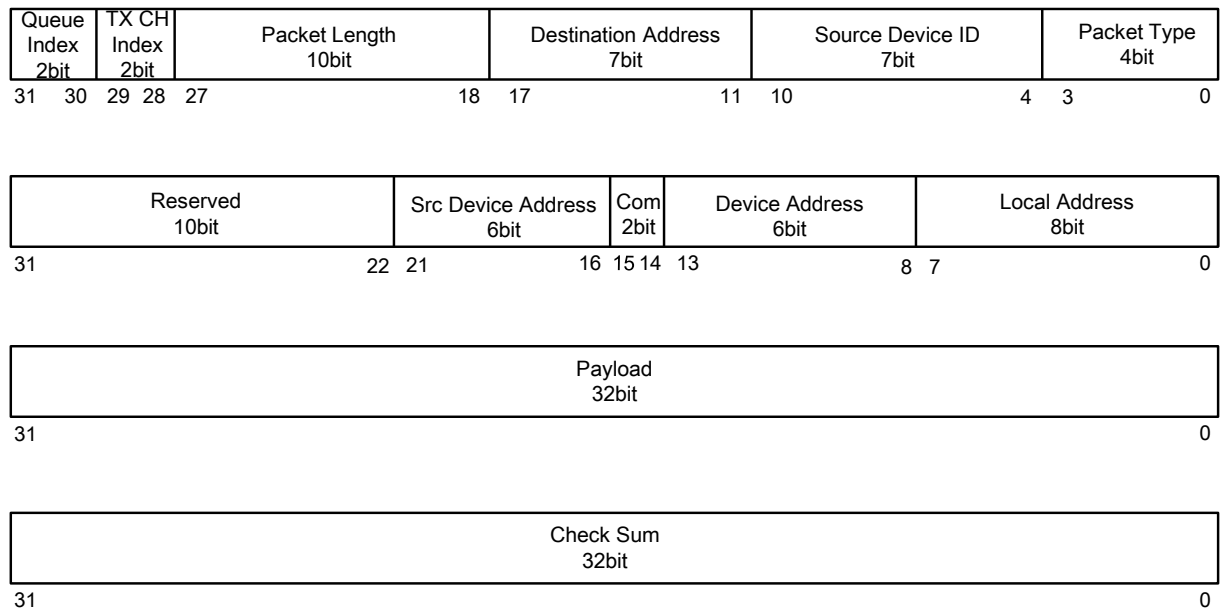 Queue Index 2bit TX CH Index 2bit Packet Length 10bit Destination Address 7bit Source Device ID 7bit Packet Type 4bit
31 30 29 28 27 18 17 11 10 4 3 0
Reserved 10bit Src Device Address 6bit Com 2bit Device Address 6bit Local Address 8bit
31 22 21 16 15 14 13 8 7 0
Payload
32bit
31 0
Check Sum
32bit
31 0